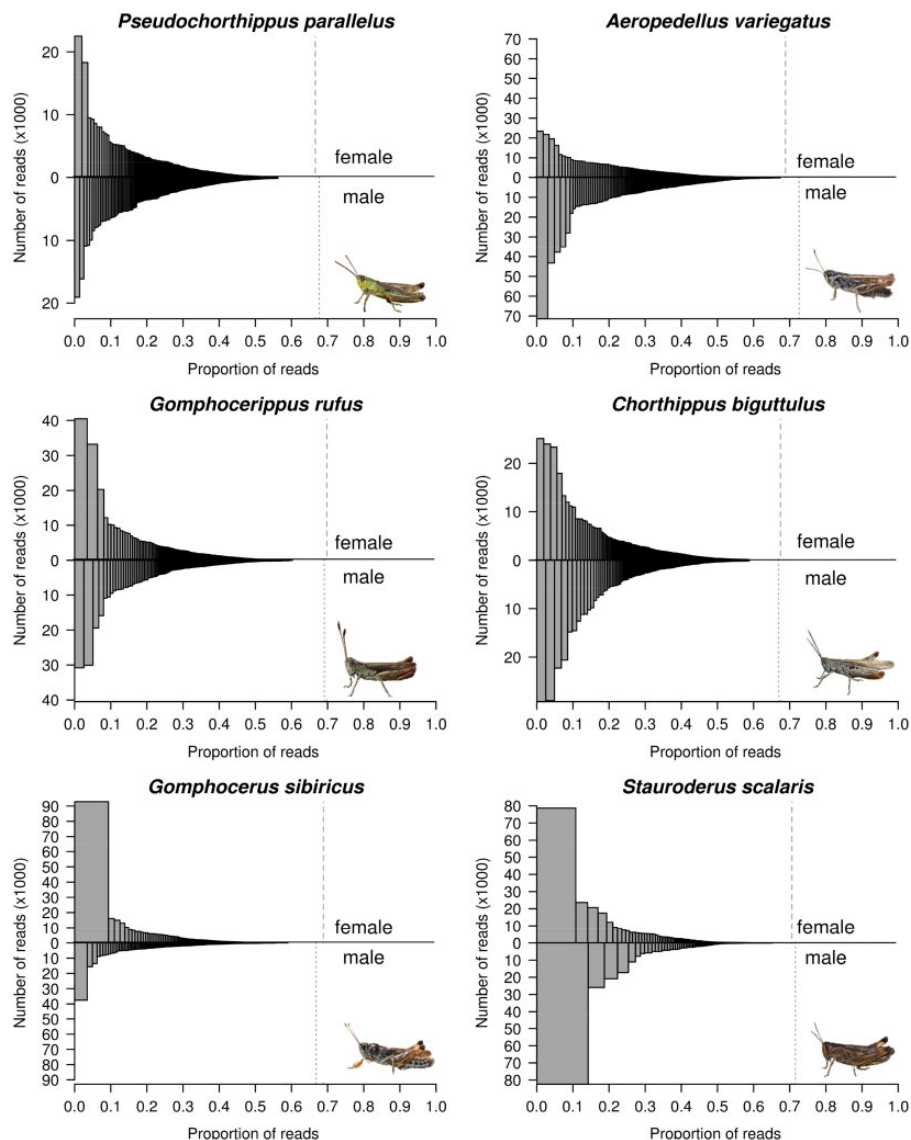 Pseudochorthippus parallelus
Number of reads (x1000)
20
10
0
10
20
female
male
0.0 0.1 0.2 0.3 0.4 0.5 0.6 0.7 0.8 0.9 1.0
Proportion of reads
Aeropedellus variegatus
Number of reads (x1000)
70
60
50
40
30
20
10
0
10
20
30
40
50
60
70
female
male
0.0 0.1 0.2 0.3 0.4 0.5 0.6 0.7 0.8 0.9 1.0
Proportion of reads
Gomphocerippus rufus
Number of reads (x1000)
40
30
20
10
0
10
20
30
40
female
male
0.0 0.1 0.2 0.3 0.4 0.5 0.6 0.7 0.8 0.9 1.0
Proportion of reads
Chorthippus biguttulus
Number of reads (x1000)
20
10
0
10
20
female
male
0.0 0.1 0.2 0.3 0.4 0.5 0.6 0.7 0.8 0.9 1.0
Proportion of reads
Gomphocerus sibiricus
Number of reads (x1000)
90
80
70
60
50
40
30
20
10
0
10
20
30
40
50
60
70
80
90
female
male
0.0 0.1 0.2 0.3 0.4 0.5 0.6 0.7 0.8 0.9 1.0
Proportion of reads
Stauroderus scalaris
Number of reads (x1000)
80
70
60
50
40
30
20
10
0
10
20
30
40
50
60
70
80
female
male
0.0 0.1 0.2 0.3 0.4 0.5 0.6 0.7 0.8 0.9 1.0
Proportion of reads